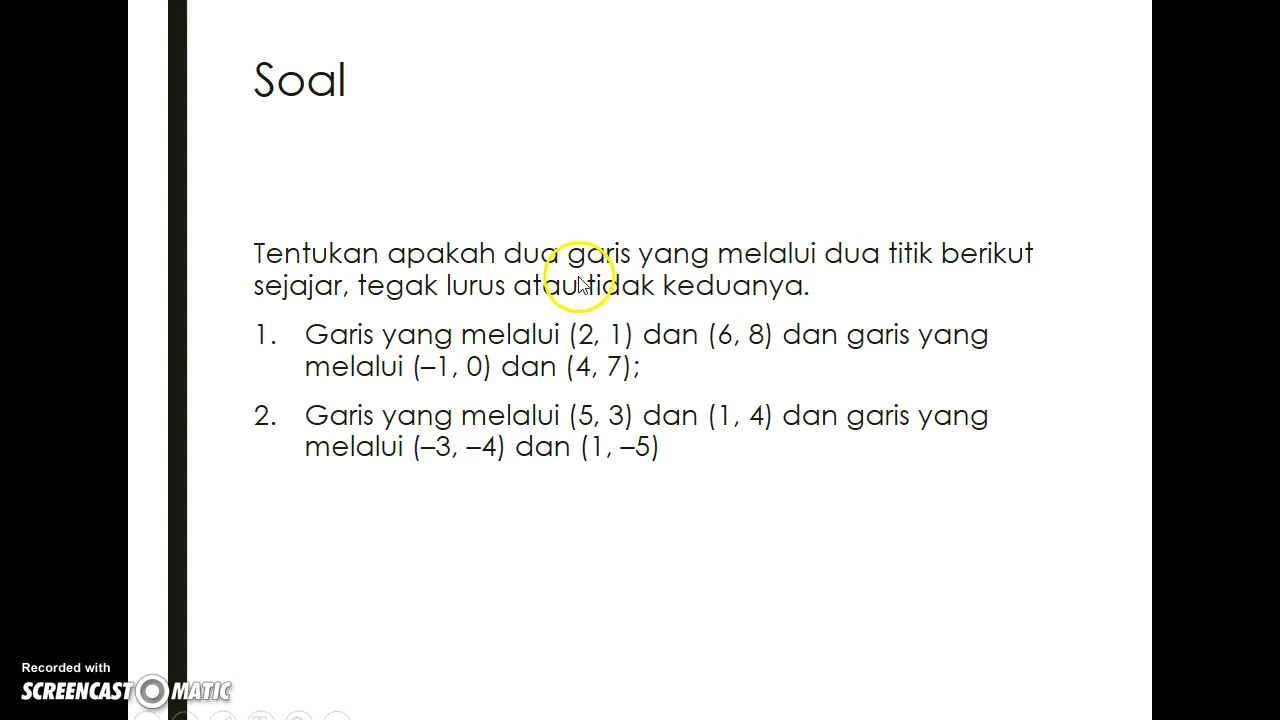 Soal
Tentukan apakah dua garis yang melalui dua titik berikut
sejajar, tegak lurus atau tidak keduanya.
1. Garis yang melalui (2, 1) dan (6, 8) dan garis yang
melalui (–1, 0) dan (4, 7);
2. Garis yang melalui (5, 3) dan (1, 4) dan garis yang
melalui (–3, –4) dan (1, –5)
Recorded with
SCREENCAST MATIC